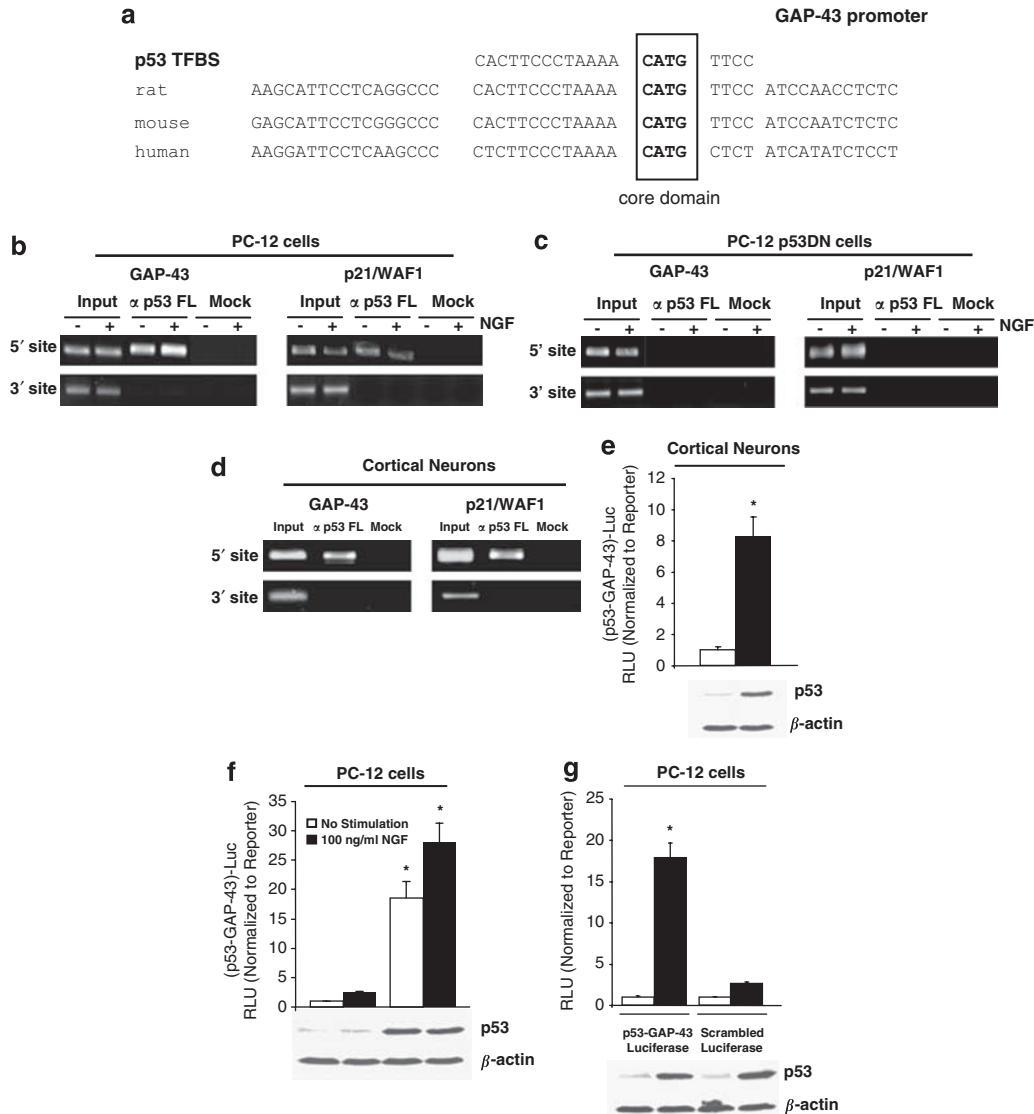 a
GAP-43 promoter
p53 TFBS CACTTCCCTAAAA CATG TTCC
rat AAGCATTCCTCAGGCCC CACTTCCCTAAAA CATG TTCC ATCCAACCTCTC
mouse GAGCATTCCTCGGGCCC CACTTCCCTAAAA CATG TTCC ATCCAATCTCTC
human AAGGATTCCTCAAGCCC CTCTTCCCTAAAA CATG CTCT ATCATATCTCCT
core domain
b
PC-12 cells
GAP-43 p21/WAF1
Input α p53 FL Mock Input α p53 FL Mock
- + - + - + - + - + - + NGF
5′ site
3′ site
c
PC-12 p53DN cells
GAP-43 p21/WAF1
Input α p53 FL Mock Input α p53 FL Mock
- + - + - + - + - + - + NGF
5' site
3' site
d
Cortical Neurons
GAP-43 p21/WAF1
Input α p53 FL Mock Input α p53 FL Mock
5′ site
3′ site
e
Cortical Neurons
(p53-GAP-43)-Luc
RLU (Normalized to Reporter)
12
10
8
6
4
2
0
*
p53
β-actin
f
PC-12 cells
(p53-GAP-43)-Luc
RLU (Normalized to Reporter)
35
30
25
20
15
10
5
0
No Stimulation
100 ng/ml NGF
* *
p53
β-actin
g
PC-12 cells
RLU (Normalized to Reporter)
25
20
15
10
5
0
*
p53-GAP-43 Scrambled
Luciferase Luciferase
p53
β-actin